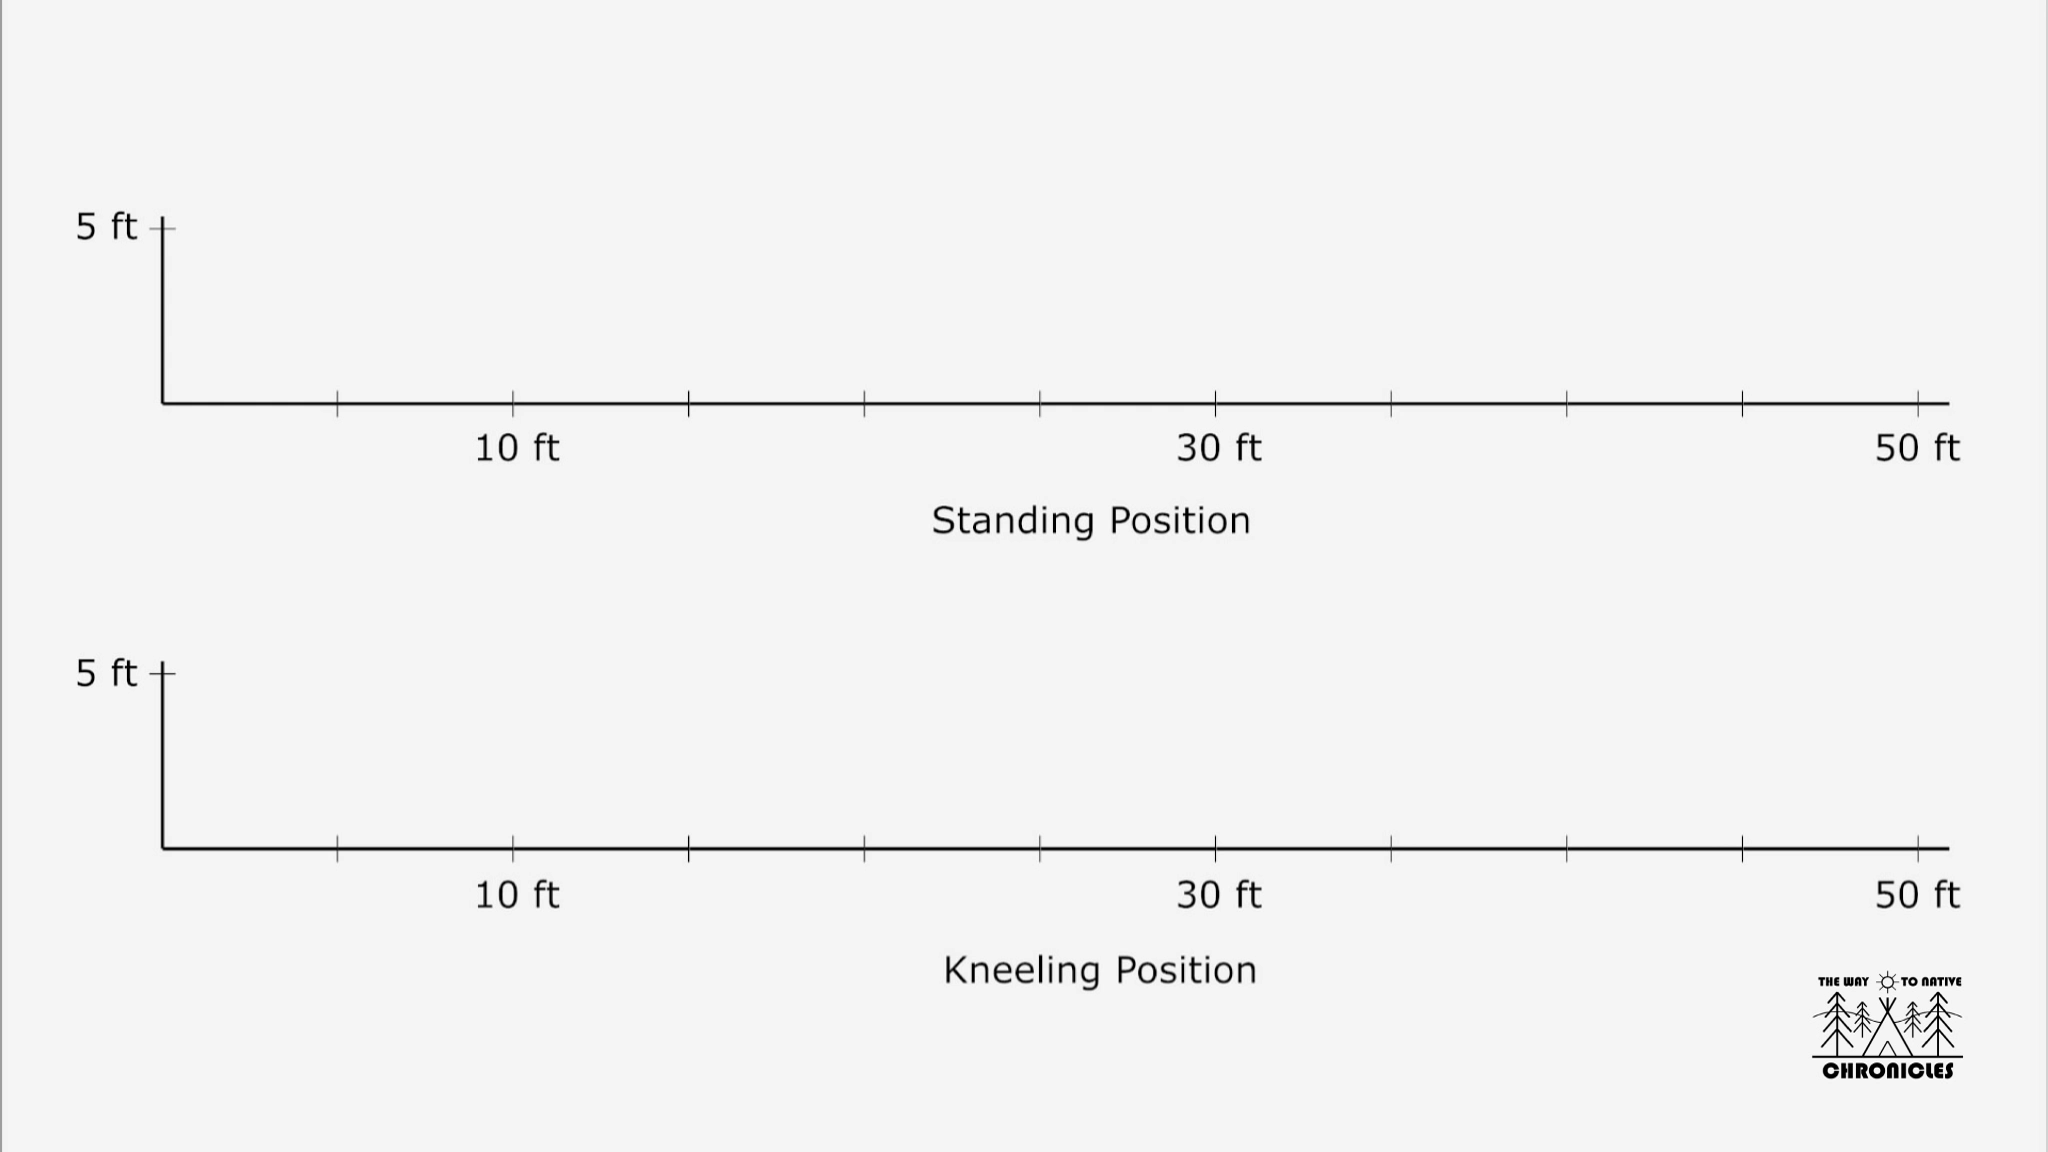 5 ft
10 ft 30 ft 50 ft
Standing Position
5 ft
10 ft 30 ft 50 ft
Kneeling Position
THE WAY TO NATIVE
CHRONICLES